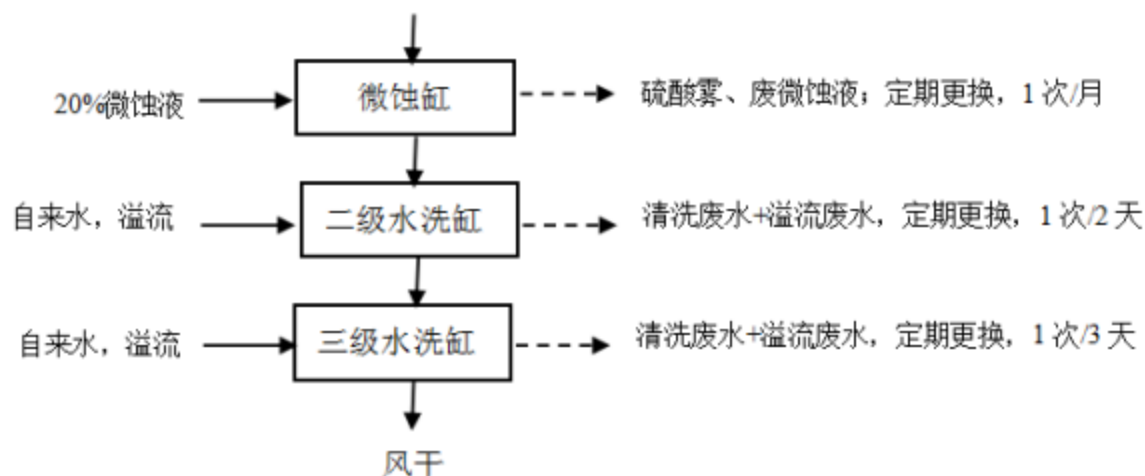 20%微蚀液
微蚀缸
硫酸雾、废微蚀液；定期更换，1 次/月
自来水，溢流
二级水洗缸
清洗废水+溢流废水，定期更换，1 次/2 天
自来水，溢流
三级水洗缸
清洗废水+溢流废水，定期更换，1 次/3 天
风干